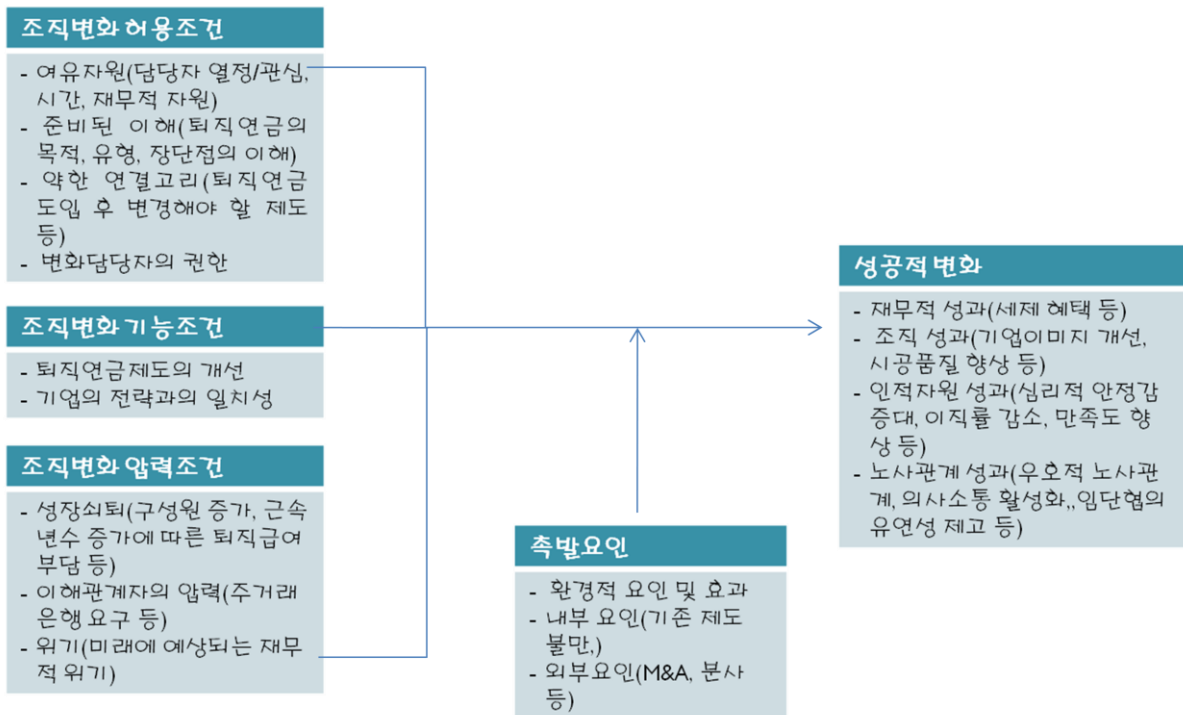 조직변화 허용조건
- 여유자원(담당자 열정/관심,
시간, 재무적 자원)
- 준비된 이해(퇴직연금의
목적, 유형, 장단점의 이해)
- 약한 연결고리(퇴직연금
도입 후 변경해야 할 제도
등)
- 변화담당자의 권한
조직변화 기능조건
- 퇴직연금제도의 개선
- 기업의 전략과의 일치성
조직변화 압력조건
- 성장쇠퇴(구성원 증가, 근속
년수 증가에 따른 퇴직급여
부담 등)
- 이해관계자의 압력(주거래
은행 요구 등)
- 위기(미래에 예상되는 재무
적 위기)
촉발요인
- 환경적 요인 및 효과
- 내부 요인(기존 제도
불만,)
- 외부요인(M&A, 분사
등)
성공적 변화
- 재무적 성과(세제 혜택 등)
- 조직 성과(기업이미지 개선,
시공품질 향상 등)
- 인적자원 성과(심리적 안정감
증대, 이직률 감소, 만족도 향
상 등)
- 노사관계 성과(우호적 노사관
계, 의사소통 활성화,,임단협의
유연성 제고 등)